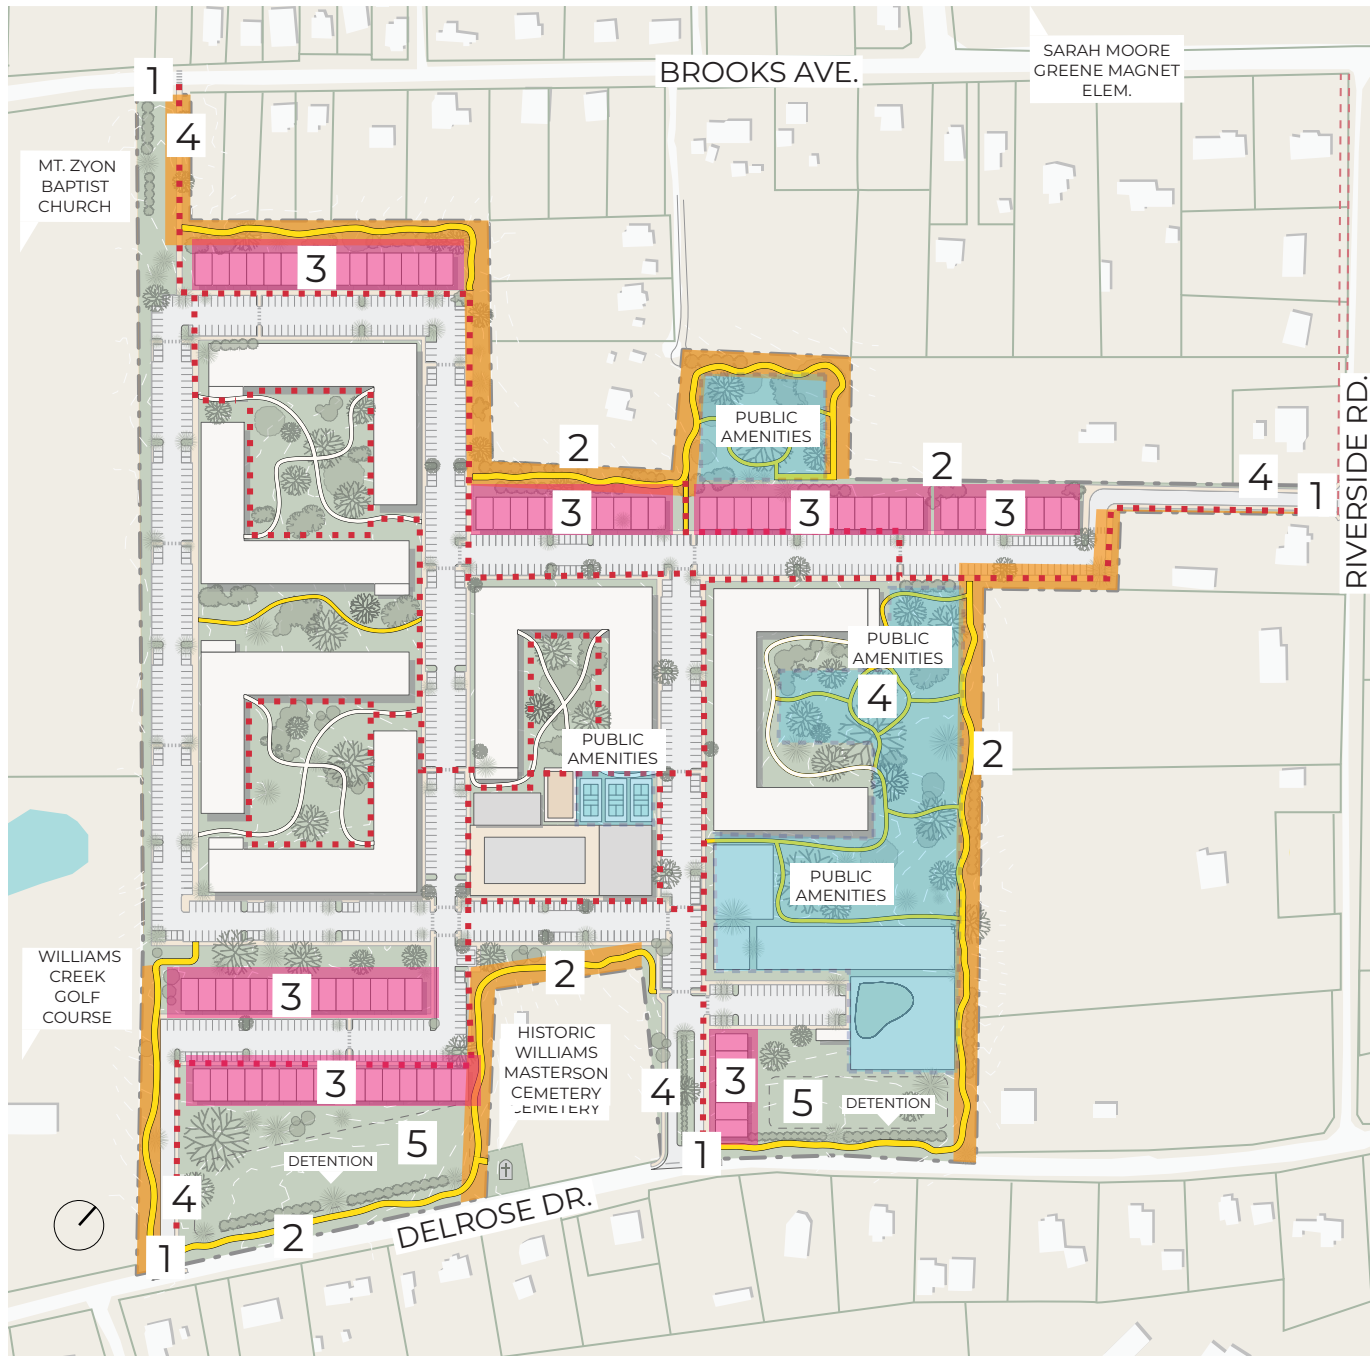 SARAH MOORE
GREENE MAGNET
ELEM.
BROOKS AVE.
1
4
MT. ZYON
BAPTIST
CHURCH
3
RIVERSIDE RD.
PUBLIC
AMENITIES
2
2
4
1
3
3
3
PUBLIC
AMENITIES
4
PUBLIC
AMENITIES
2
PUBLIC
AMENITIES
WILLIAMS
CREEK
GOLF
COURSE
2
3
HISTORIC
WILLIAMS
MASTERSON
CEMETERY
CEMETERY
3
4
3
5
DETENTION
5
DETENTION
1
4
DELROSE DR.
2
1